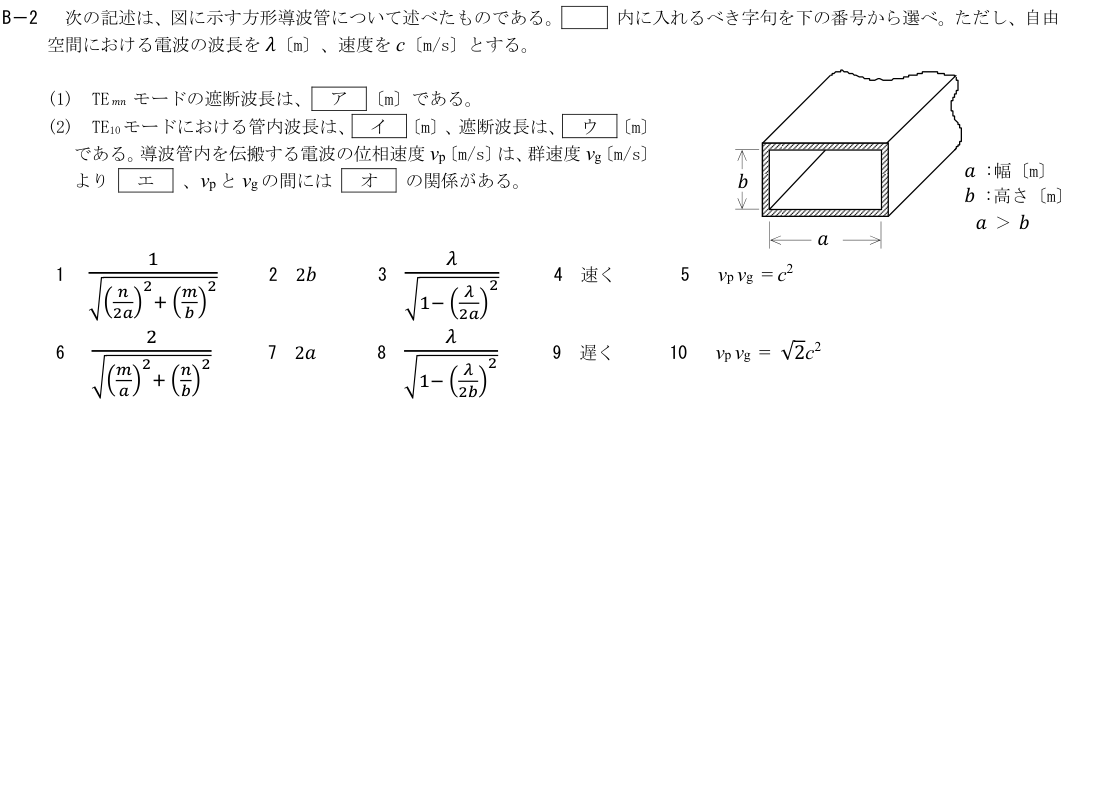 B－2　次の記述は、図に示す方形導波管について述べたものである。　　　内に入れるべき字句を下の番号から選べ。ただし、自由
空間における電波の波長を λ〔m〕、速度を c〔m/s〕とする。
(1)　TEmn モードの遮断波長は、 ア 〔m〕である。
(2)　TE10モードにおける管内波長は、 イ 〔m〕、遮断波長は、 ウ 〔m〕
である。導波管内を伝搬する電波の位相速度 vp〔m/s〕は、群速度 vg〔m/s〕
より エ 、vp と vg の間には オ の関係がある。
b
a
a ：幅〔m〕
b ：高さ〔m〕
a ＞ b
1　1/√((n/2a)²+(m/b)²)　2　2b　3　λ/√(1−(λ/2a)²)　4　速く　5　vp vg ＝c²
6　2/√((m/a)²+(n/b)²)　7　2a　8　λ/√(1−(λ/2b)²)　9　遅く　10　vp vg ＝ √2c²